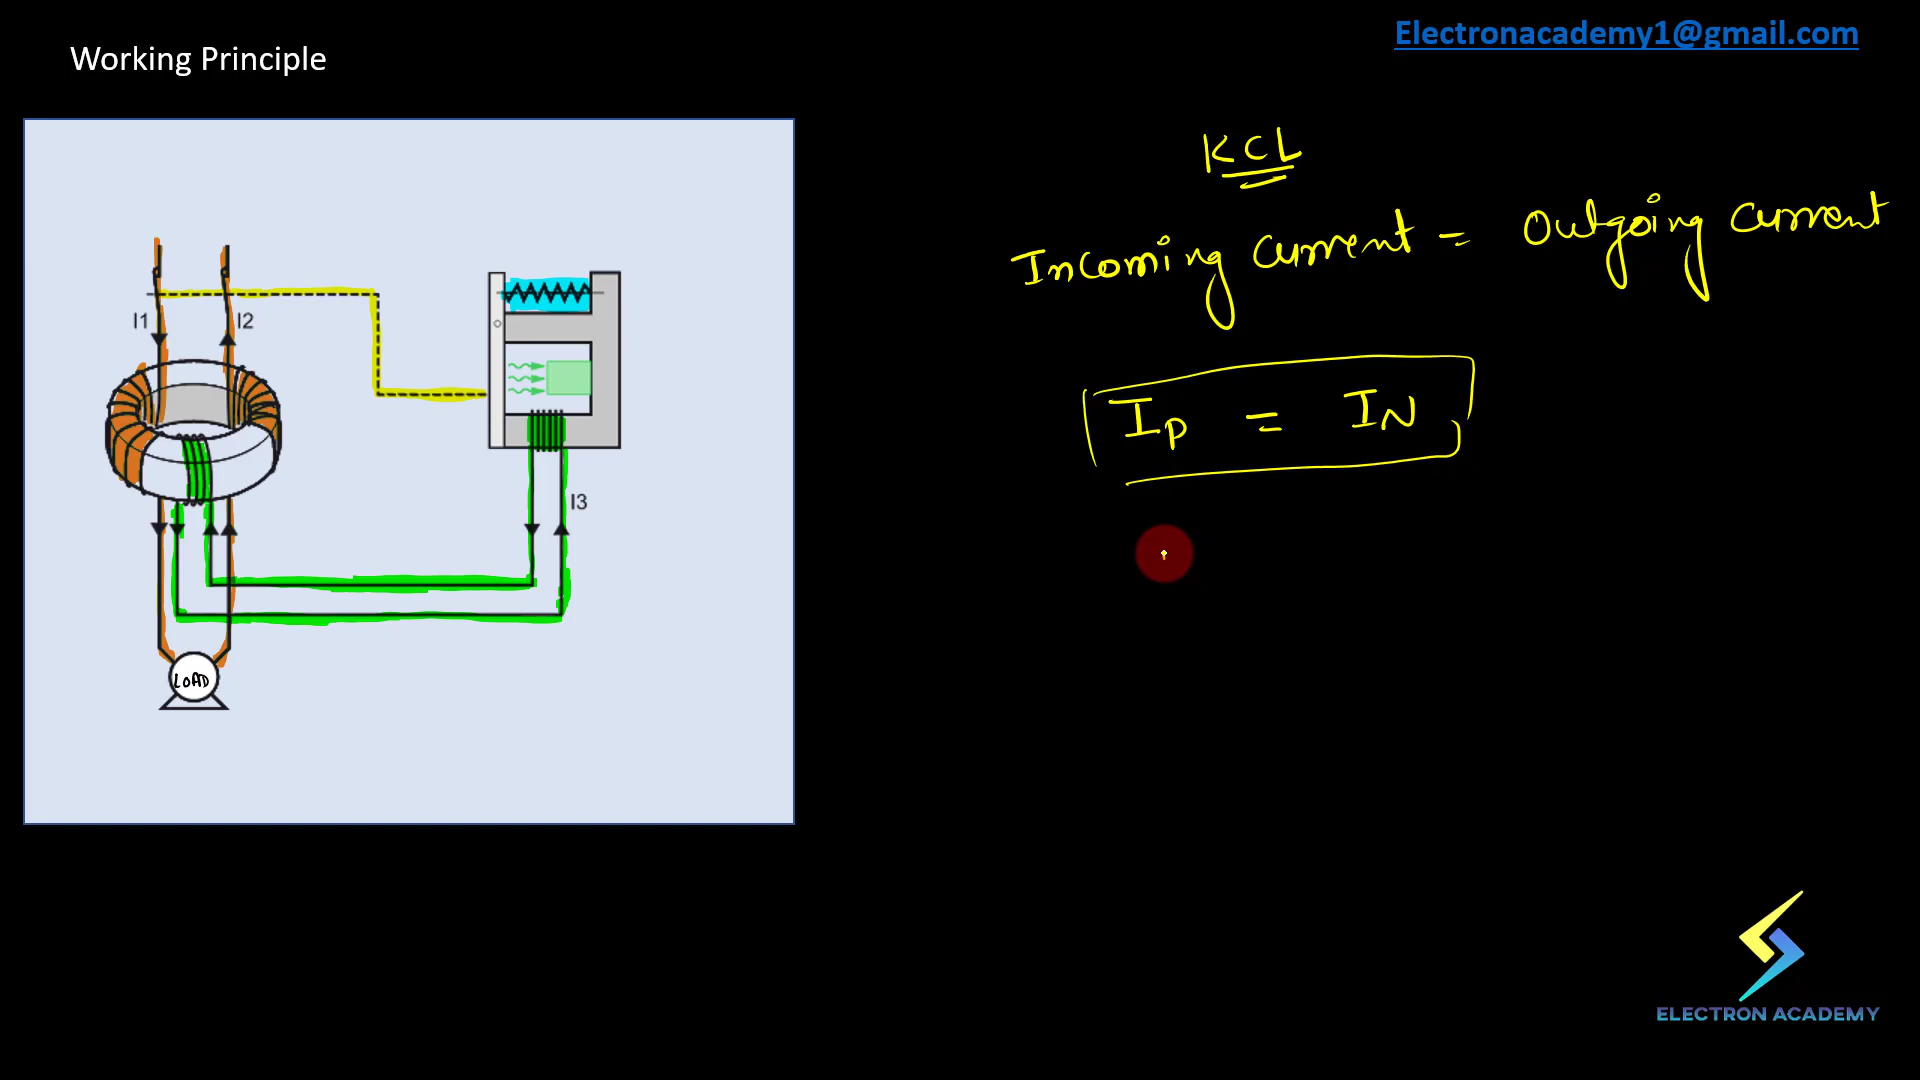 Working Principle
Electronacademy1@gmail.com
KCL
Incoming current = Outgoing current
IP = IN
I1
I2
I3
LOAD
ELECTRON ACADEMY